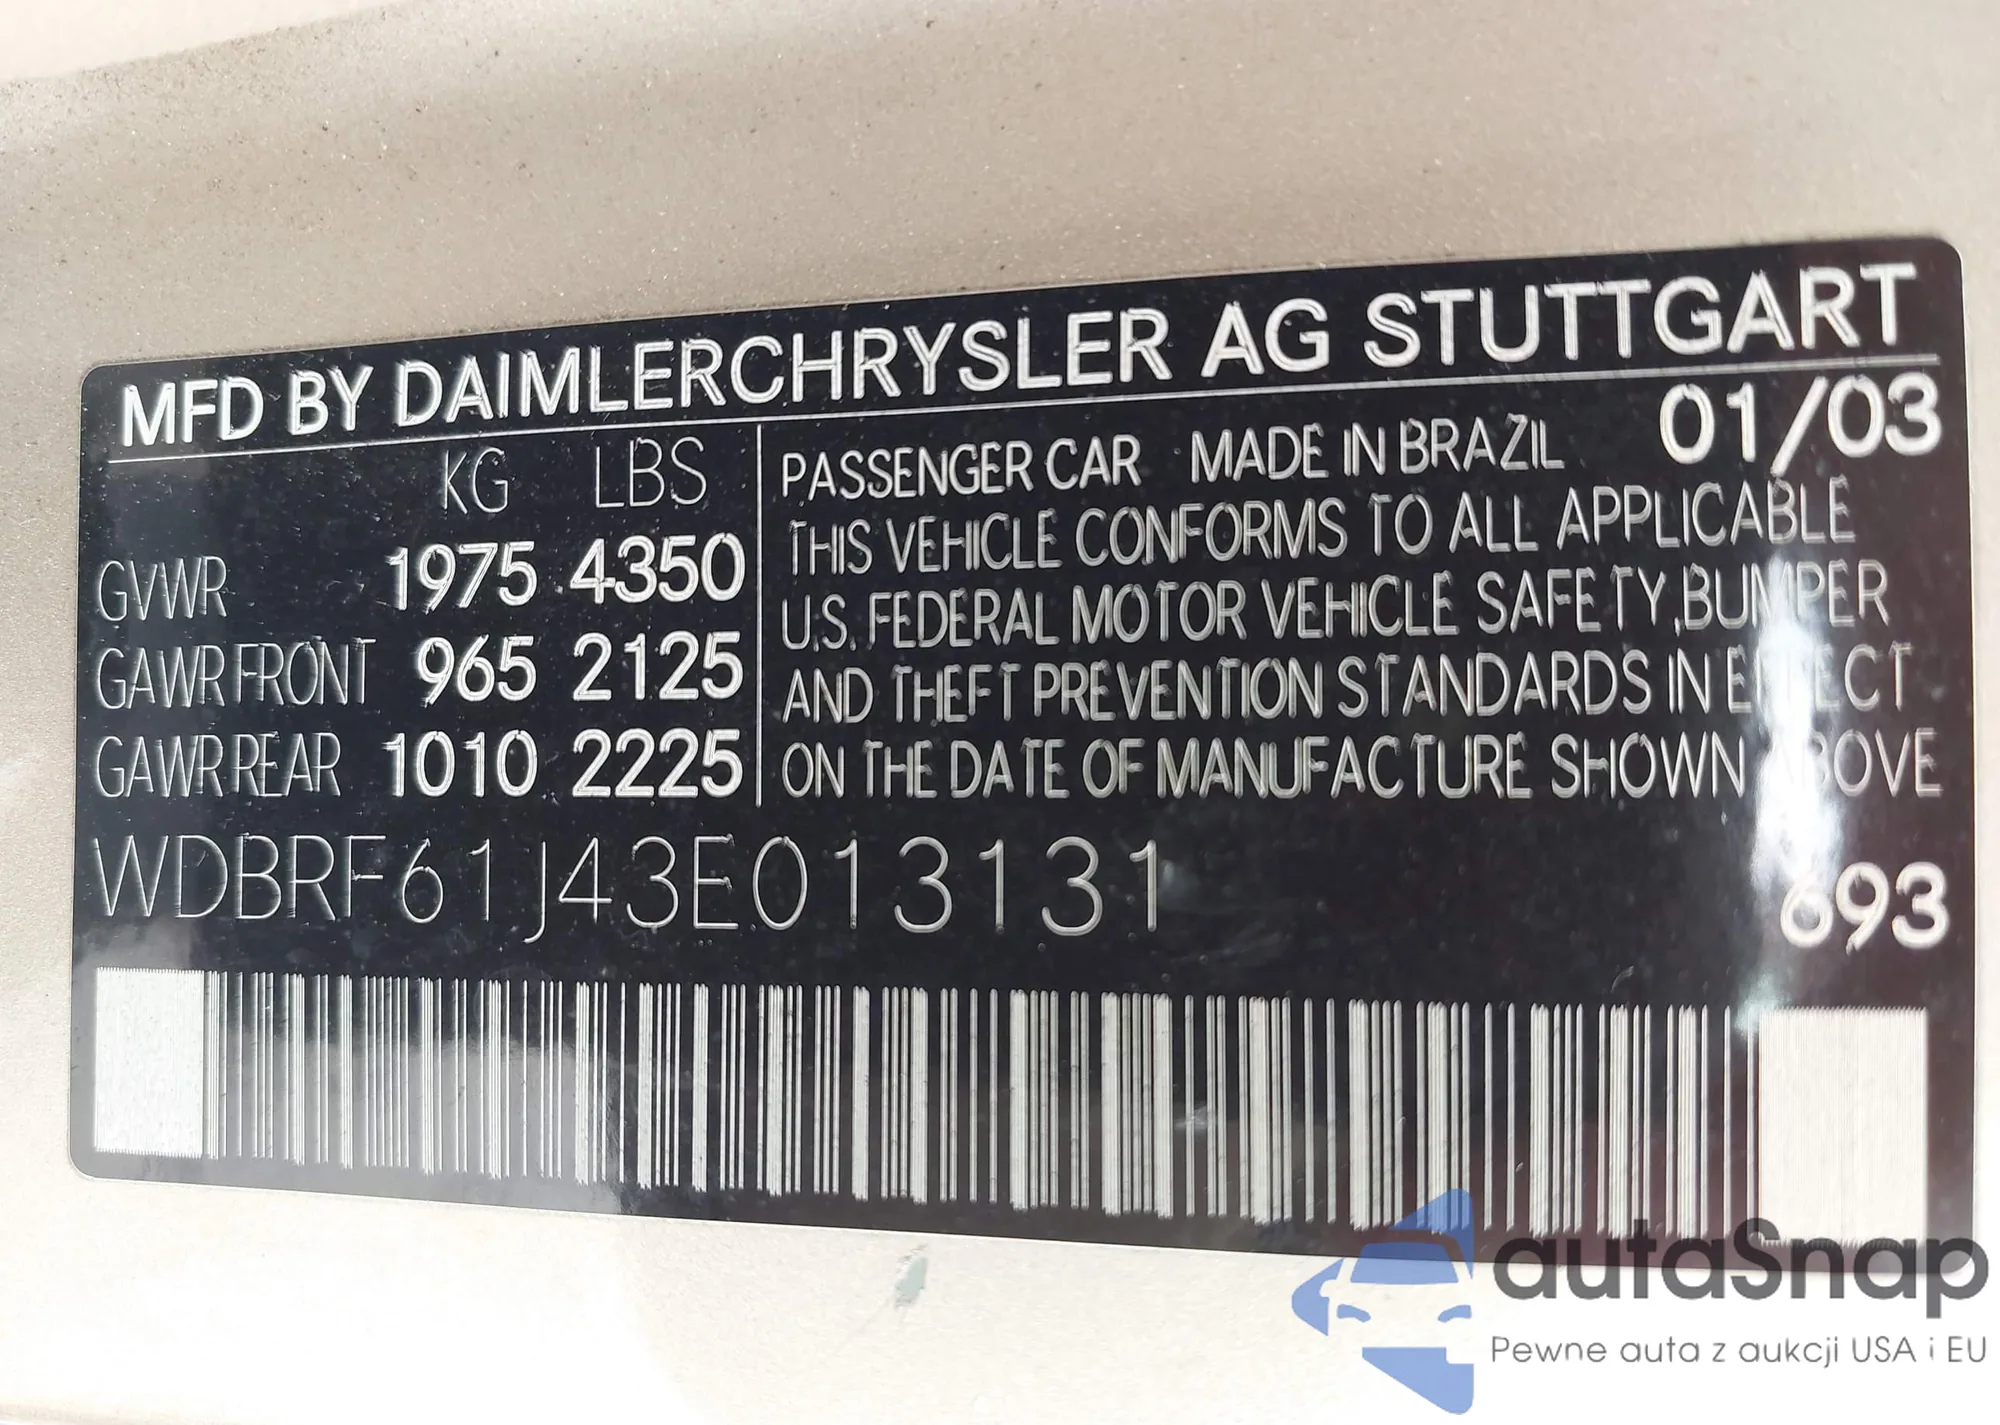 MFD BY DAIMLERCHRYSLER AG STUTTGART
KG LBS
GVWR 1975 4350
GAWR FRONT 965 2125
GAWR REAR 1010 2225
PASSENGER CAR MADE IN BRAZIL 01/03
THIS VEHICLE CONFORMS TO ALL APPLICABLE
U.S. FEDERAL MOTOR VEHICLE SAFETY, BUMPER
AND THEFT PREVENTION STANDARDS IN EFFECT
ON THE DATE OF MANUFACTURE SHOWN ABOVE
WDBRF61J43E013131
693
autaSnap
Pewne auta z aukcji USA i EU